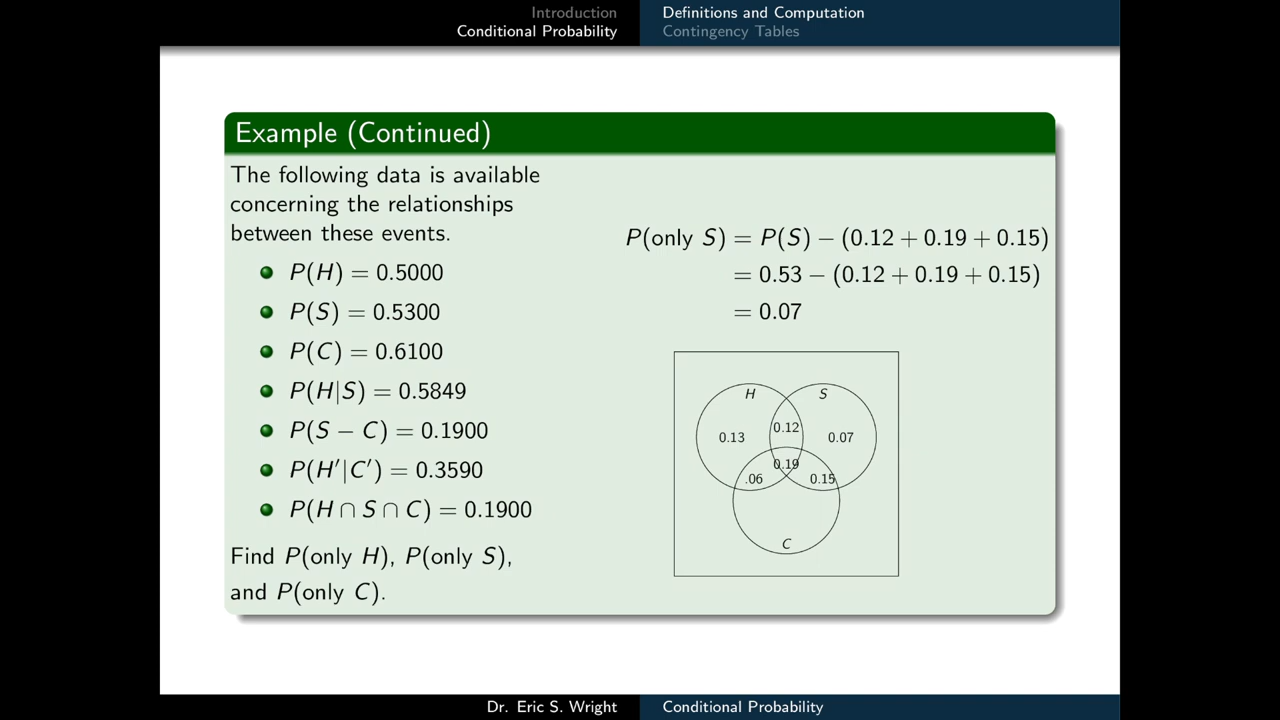 Introduction
Conditional Probability
Definitions and Computation
Contingency Tables
Example (Continued)
The following data is available
concerning the relationships
between these events.
P(H) = 0.5000
P(S) = 0.5300
P(C) = 0.6100
P(H|S) = 0.5849
P(S − C) = 0.1900
P(H′|C′) = 0.3590
P(H ∩ S ∩ C) = 0.1900
Find P(only H), P(only S),
and P(only C).
P(only S) = P(S) − (0.12 + 0.19 + 0.15)
= 0.53 − (0.12 + 0.19 + 0.15)
= 0.07
H S
0.12
0.13 0.07
0.19
.06 0.15
C
Dr. Eric S. Wright
Conditional Probability